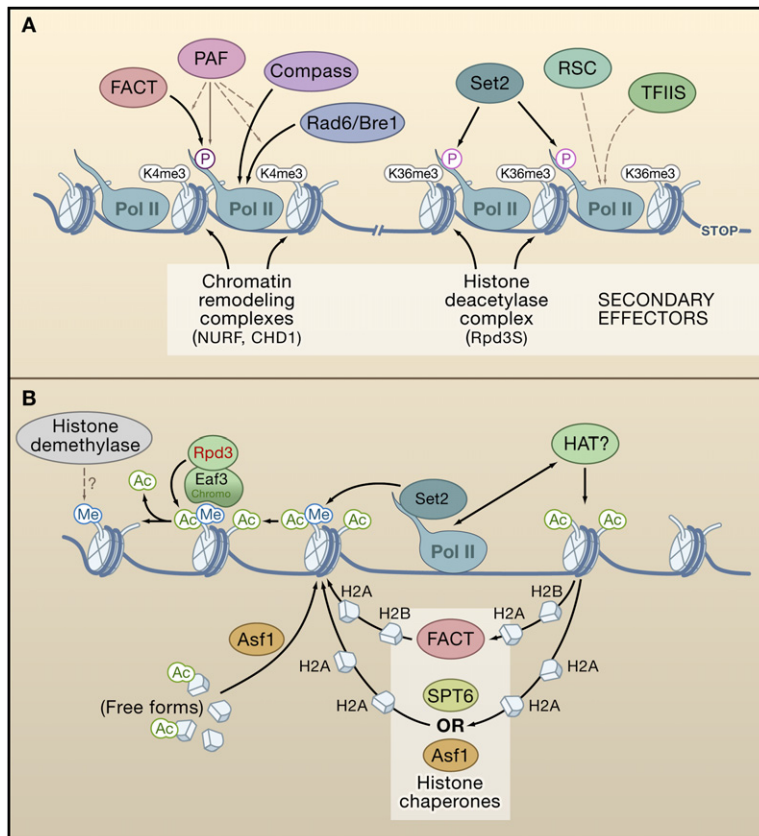 A
PAF
FACT
Compass
Rad6/Bre1
Set2
RSC
TFIIS
P
P
P
K4me3
K4me3
K36me3
K36me3
K36me3
Pol II
Pol II
Pol II
Pol II
STOP
Chromatin
remodeling
complexes
(NURF, CHD1)
Histone
deacetylase
complex
(Rpd3S)
SECONDARY
EFFECTORS
B
Histone
demethylase
?
Ac
Rpd3
Eaf3
Chromo
HAT?
Set2
Me
Ac
Me
Ac
Ac
Me
Ac
Ac
Ac
Pol II
H2A
H2B
H2A
H2B
FACT
Asf1
H2A
H2A
H2A
H2A
Ac
(Free forms)
Ac
SPT6
OR
Asf1
Histone
chaperones